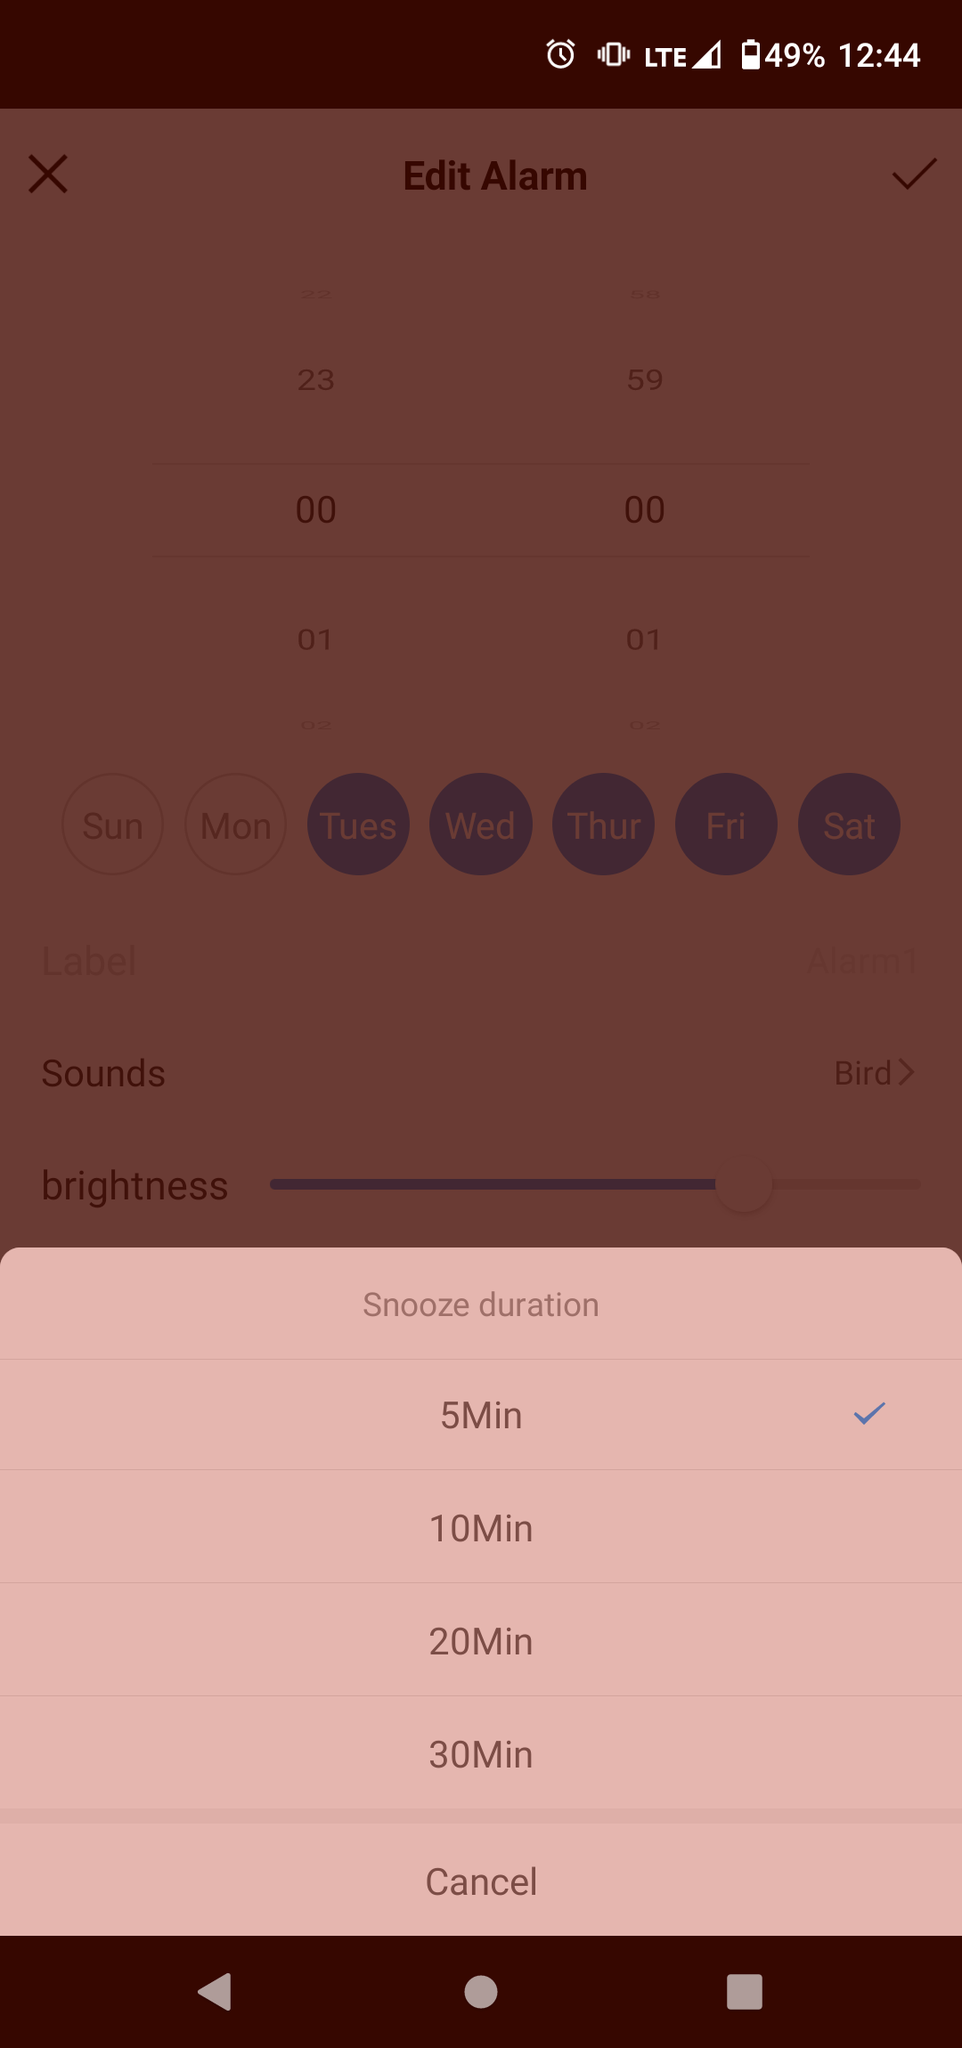 LTE 49% 12:44
Edit Alarm
22 58
23 59
00 00
01 01
02 02
Sun Mon Tues Wed Thur Fri Sat
Label Alarm1
Sounds Bird
brightness
Snooze duration
5Min
10Min
20Min
30Min
Cancel